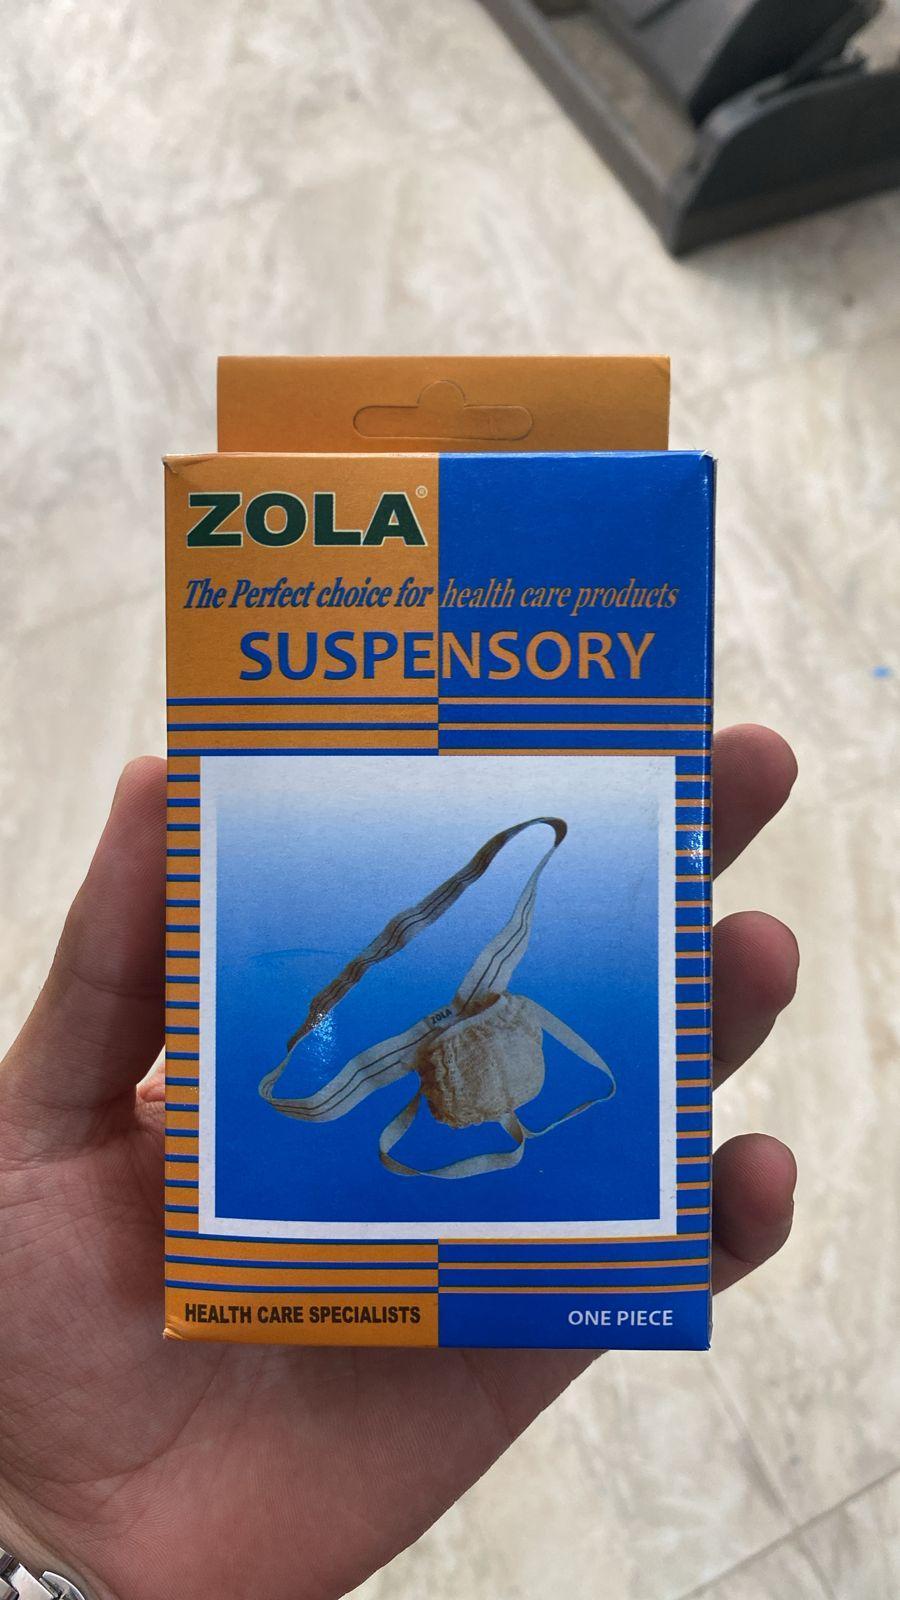 ZOLA®
The Perfect choice for health care products
SUSPENSORY
ZOLA
HEALTH CARE SPECIALISTS
ONE PIECE